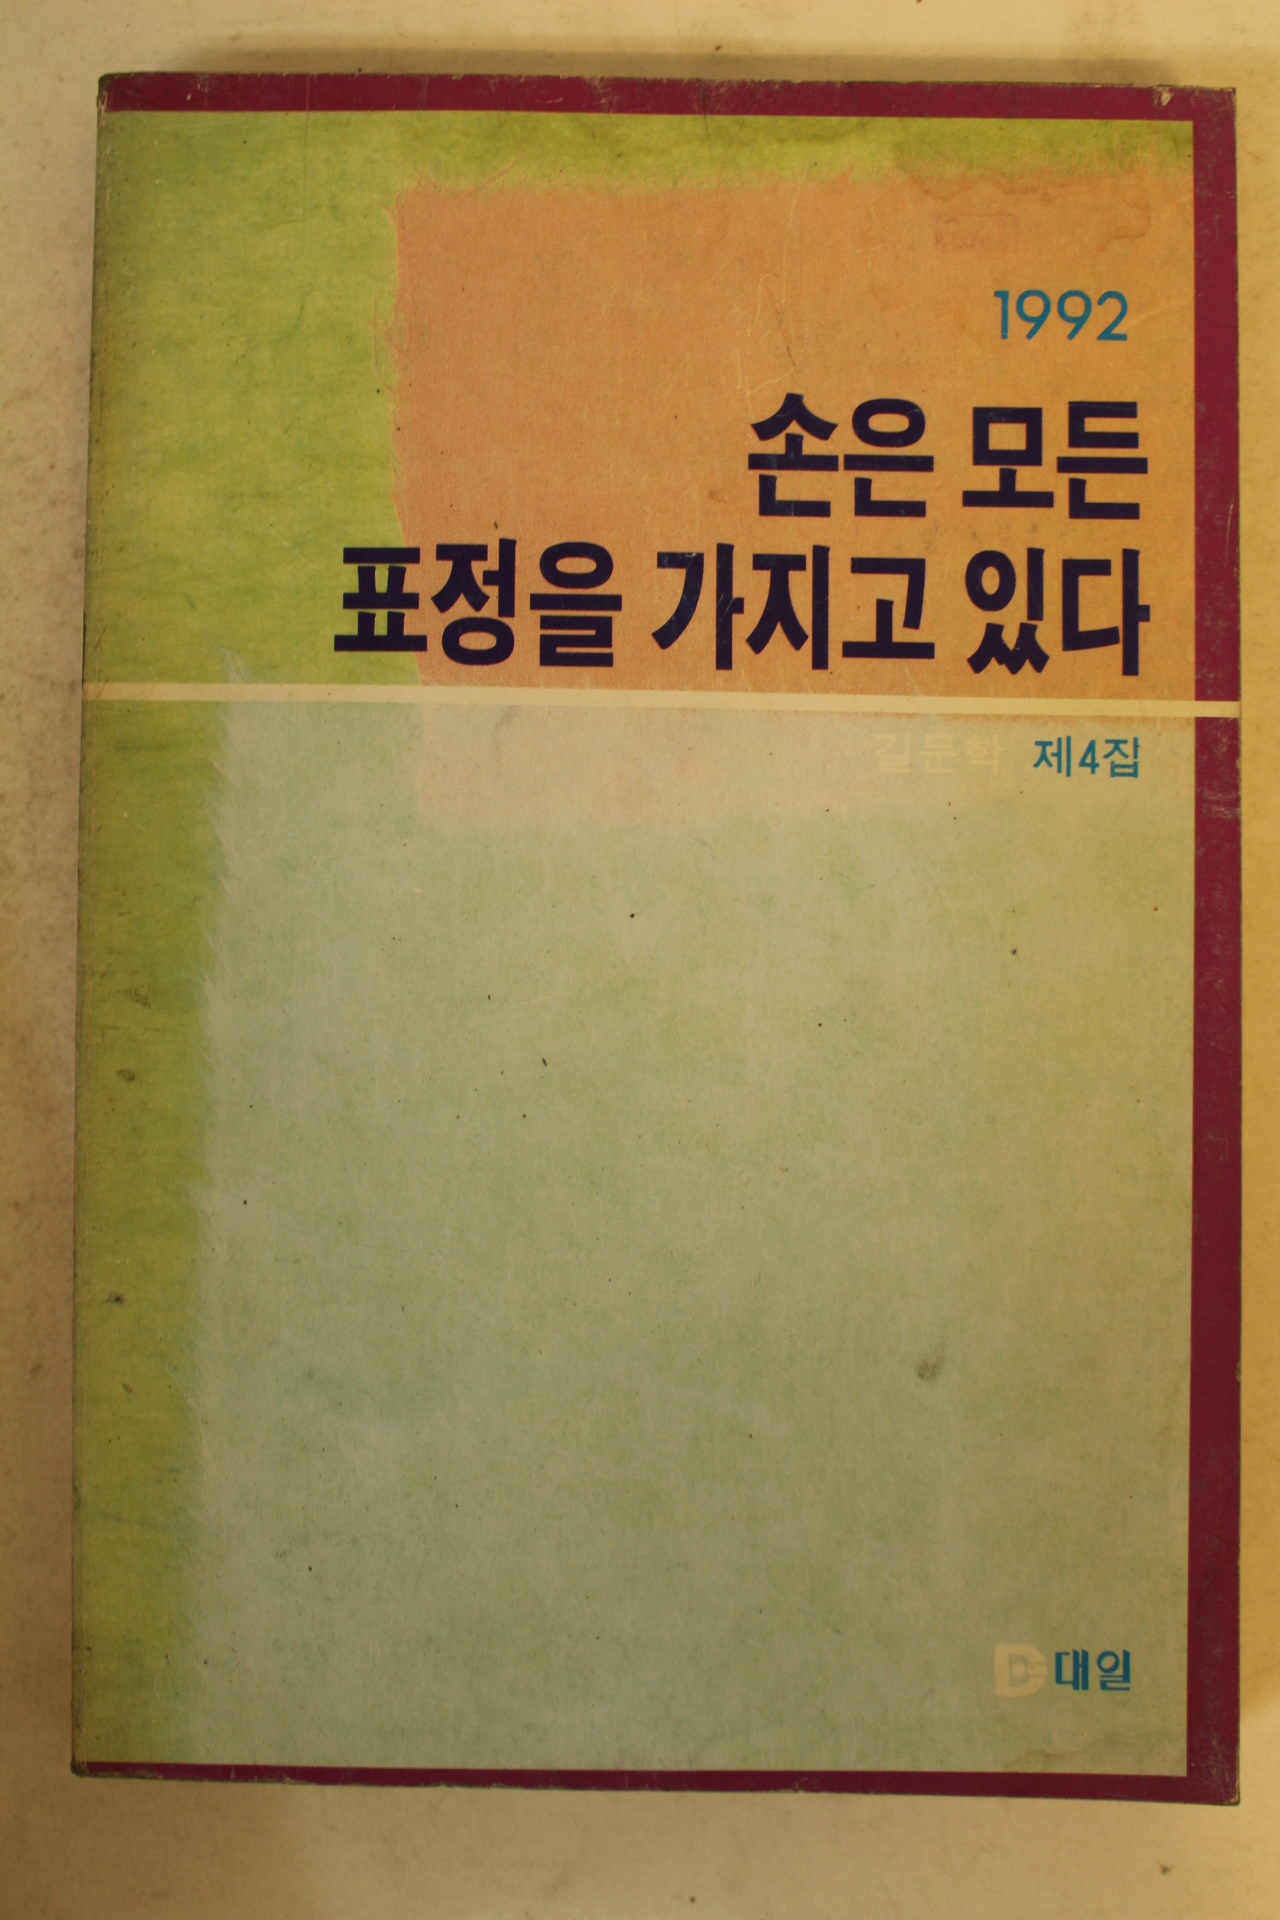 1992
손은 모든
표정을 가지고 있다
길문학 제4집
대일